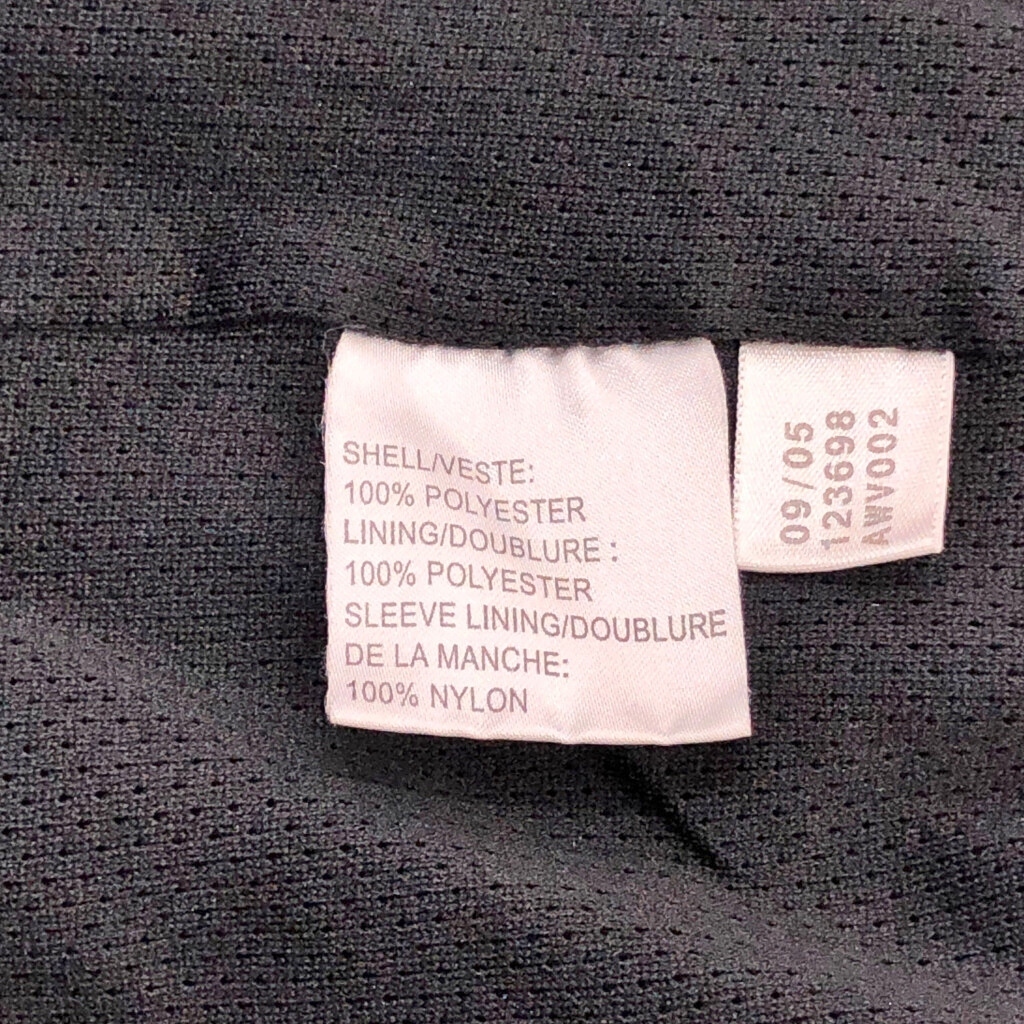 SHELL/VESTE:
100% POLYESTER
LINING/DOUBLURE :
100% POLYESTER
SLEEVE LINING/DOUBLURE
DE LA MANCHE:
100% NYLON
09/05
123698
AWV002